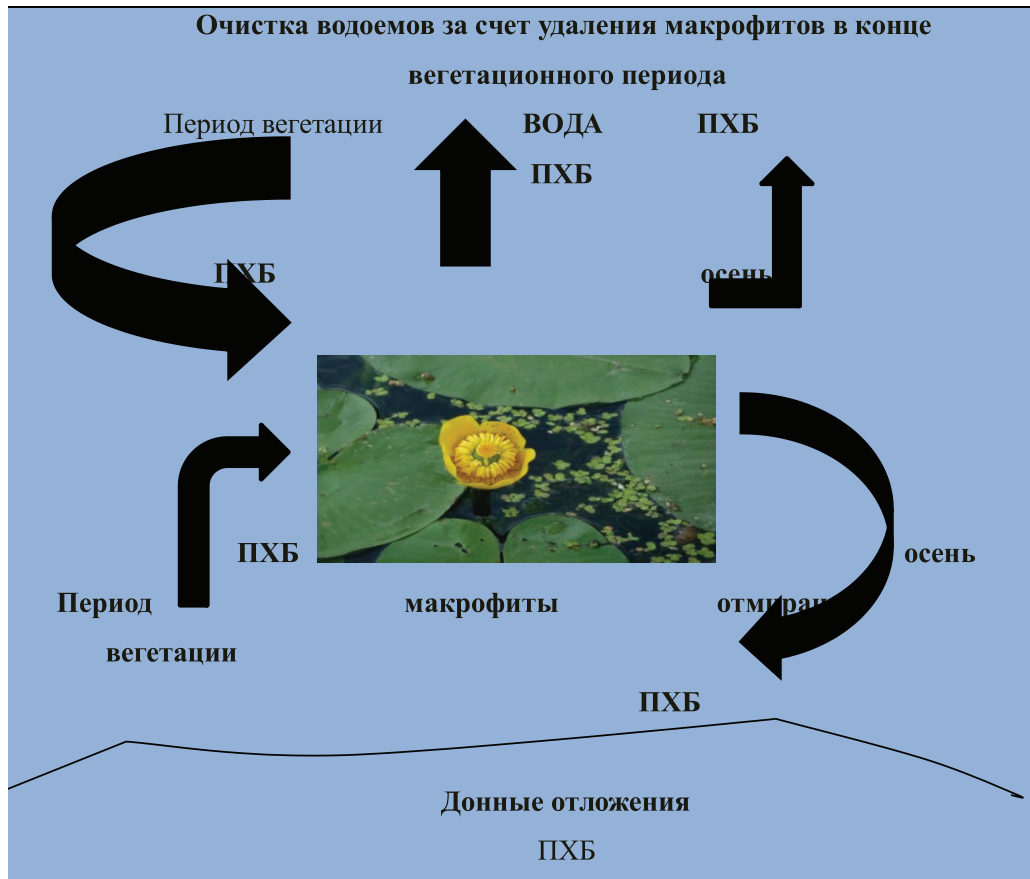 Очистка водоемов за счет удаления макрофитов в конце
вегетационного периода
Период вегетации ВОДА ПХБ
ПХБ
ПХБ осень
ПХБ осень
Период макрофиты
вегетации
ПХБ
Донные отложения
ПХБ